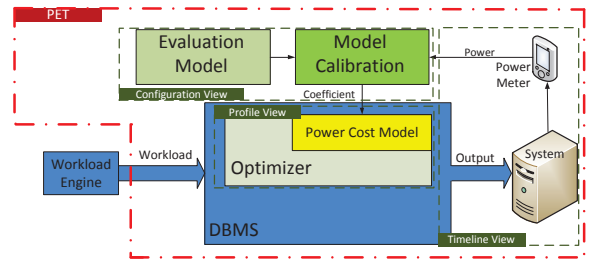 PET
Evaluation
Model
Model
Calibration
Power
Power
Meter
Configuration View
Coefficient
Profile View
Power Cost Model
Optimizer
Workload
Engine
Workload
Output
System
DBMS
Timeline View